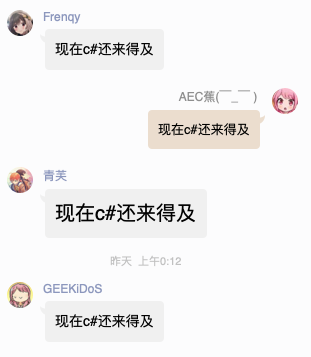 Frenqy
现在c#还来得及
AEC蕉(￣_￣)
现在c#还来得及
青芙
现在c#还来得及
昨天 上午0:12
GEEKiDoS
现在c#还来得及